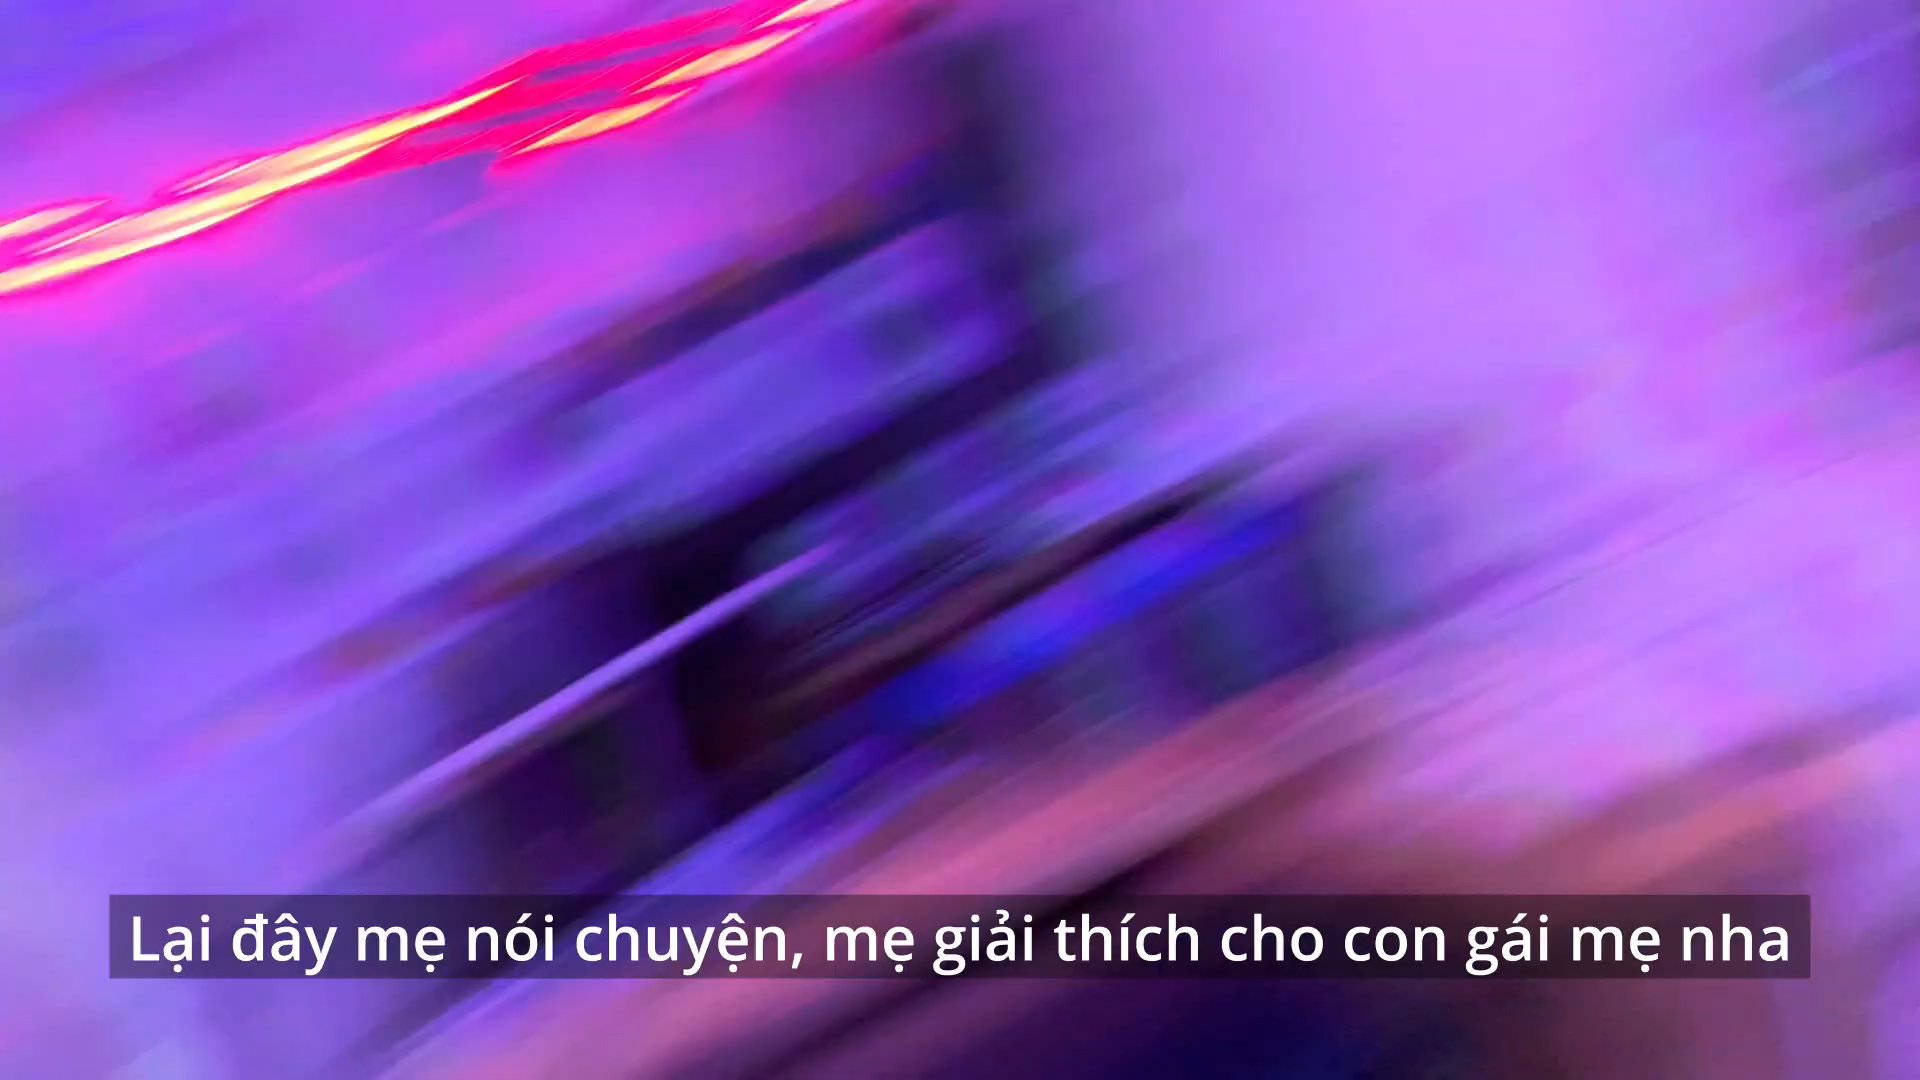 Lại đây mẹ nói chuyện, mẹ giải thích cho con gái mẹ nha